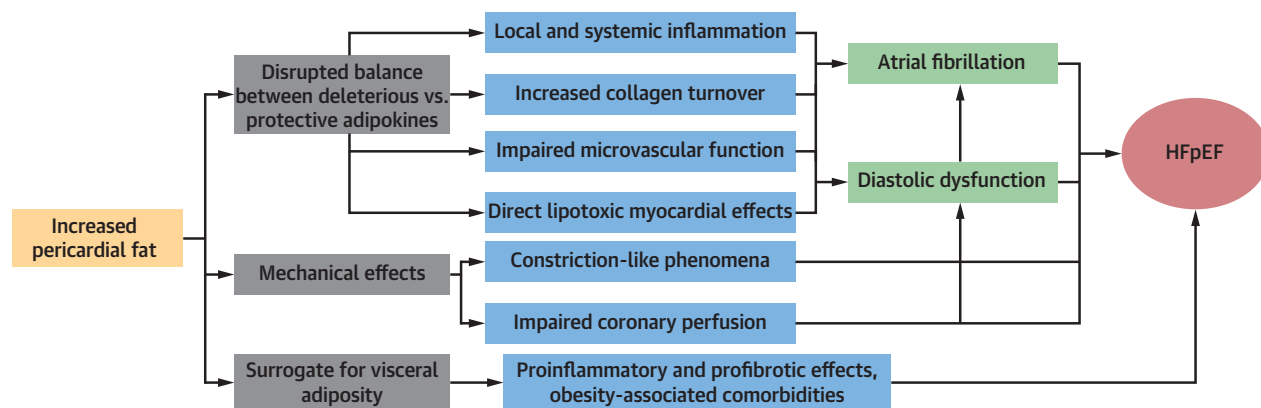 Increased
pericardial fat
Disrupted balance
between deleterious vs.
protective adipokines
Mechanical effects
Surrogate for visceral
adiposity
Local and systemic inflammation
Increased collagen turnover
Impaired microvascular function
Direct lipotoxic myocardial effects
Constriction-like phenomena
Impaired coronary perfusion
Proinflammatory and profibrotic effects,
obesity-associated comorbidities
Atrial fibrillation
Diastolic dysfunction
HFpEF